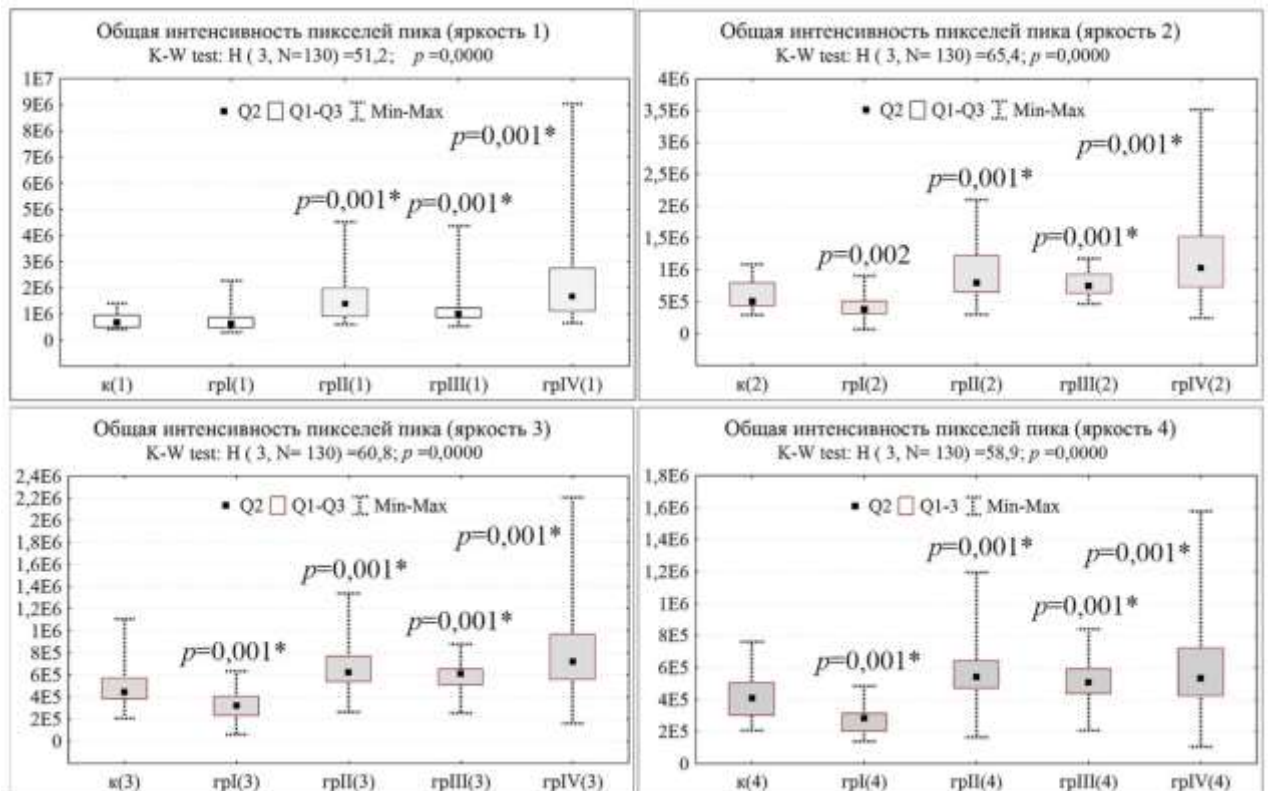 Общая интенсивность пикселей пика (яркость 1)
K-W test: H ( 3, N=130) =51,2; p =0,0000
1E7
9E6
8E6
7E6
6E6
5E6
4E6
3E6
2E6
1E6
0
Q2 Q1-Q3 Min-Max
p=0,001*
p=0,001* p=0,001*
к(1) грI(1) грII(1) грIII(1) грIV(1)
Общая интенсивность пикселей пика (яркость 2)
K-W test: H ( 3, N= 130) =65,4; p =0,0000
4E6
3,5E6
3E6
2,5E6
2E6
1,5E6
1E6
5E5
0
Q2 Q1-Q3 Min-Max
p=0,001*
p=0,001*
p=0,001*
p=0,002
к(2) грI(2) грII(2) грIII(2) грIV(2)
Общая интенсивность пикселей пика (яркость 3)
K-W test: H ( 3, N= 130) =60,8; p =0,0000
2,4E6
2,2E6
2E6
1,8E6
1,6E6
1,4E6
1,2E6
1E6
8E5
6E5
4E5
2E5
0
Q2 Q1-Q3 Min-Max
p=0,001*
p=0,001*
p=0,001*
p=0,001*
к(3) грI(3) грII(3) грIII(3) грIV(3)
Общая интенсивность пикселей пика (яркость 4)
K-W test: H ( 3, N= 130) =58,9; p =0,0000
1,8E6
1,6E6
1,4E6
1,2E6
1E6
8E5
6E5
4E5
2E5
0
Q2 Q1-3 Min-Max
p=0,001* p=0,001*
p=0,001*
p=0,001*
к(4) грI(4) грII(4) грIII(4) грIV(4)